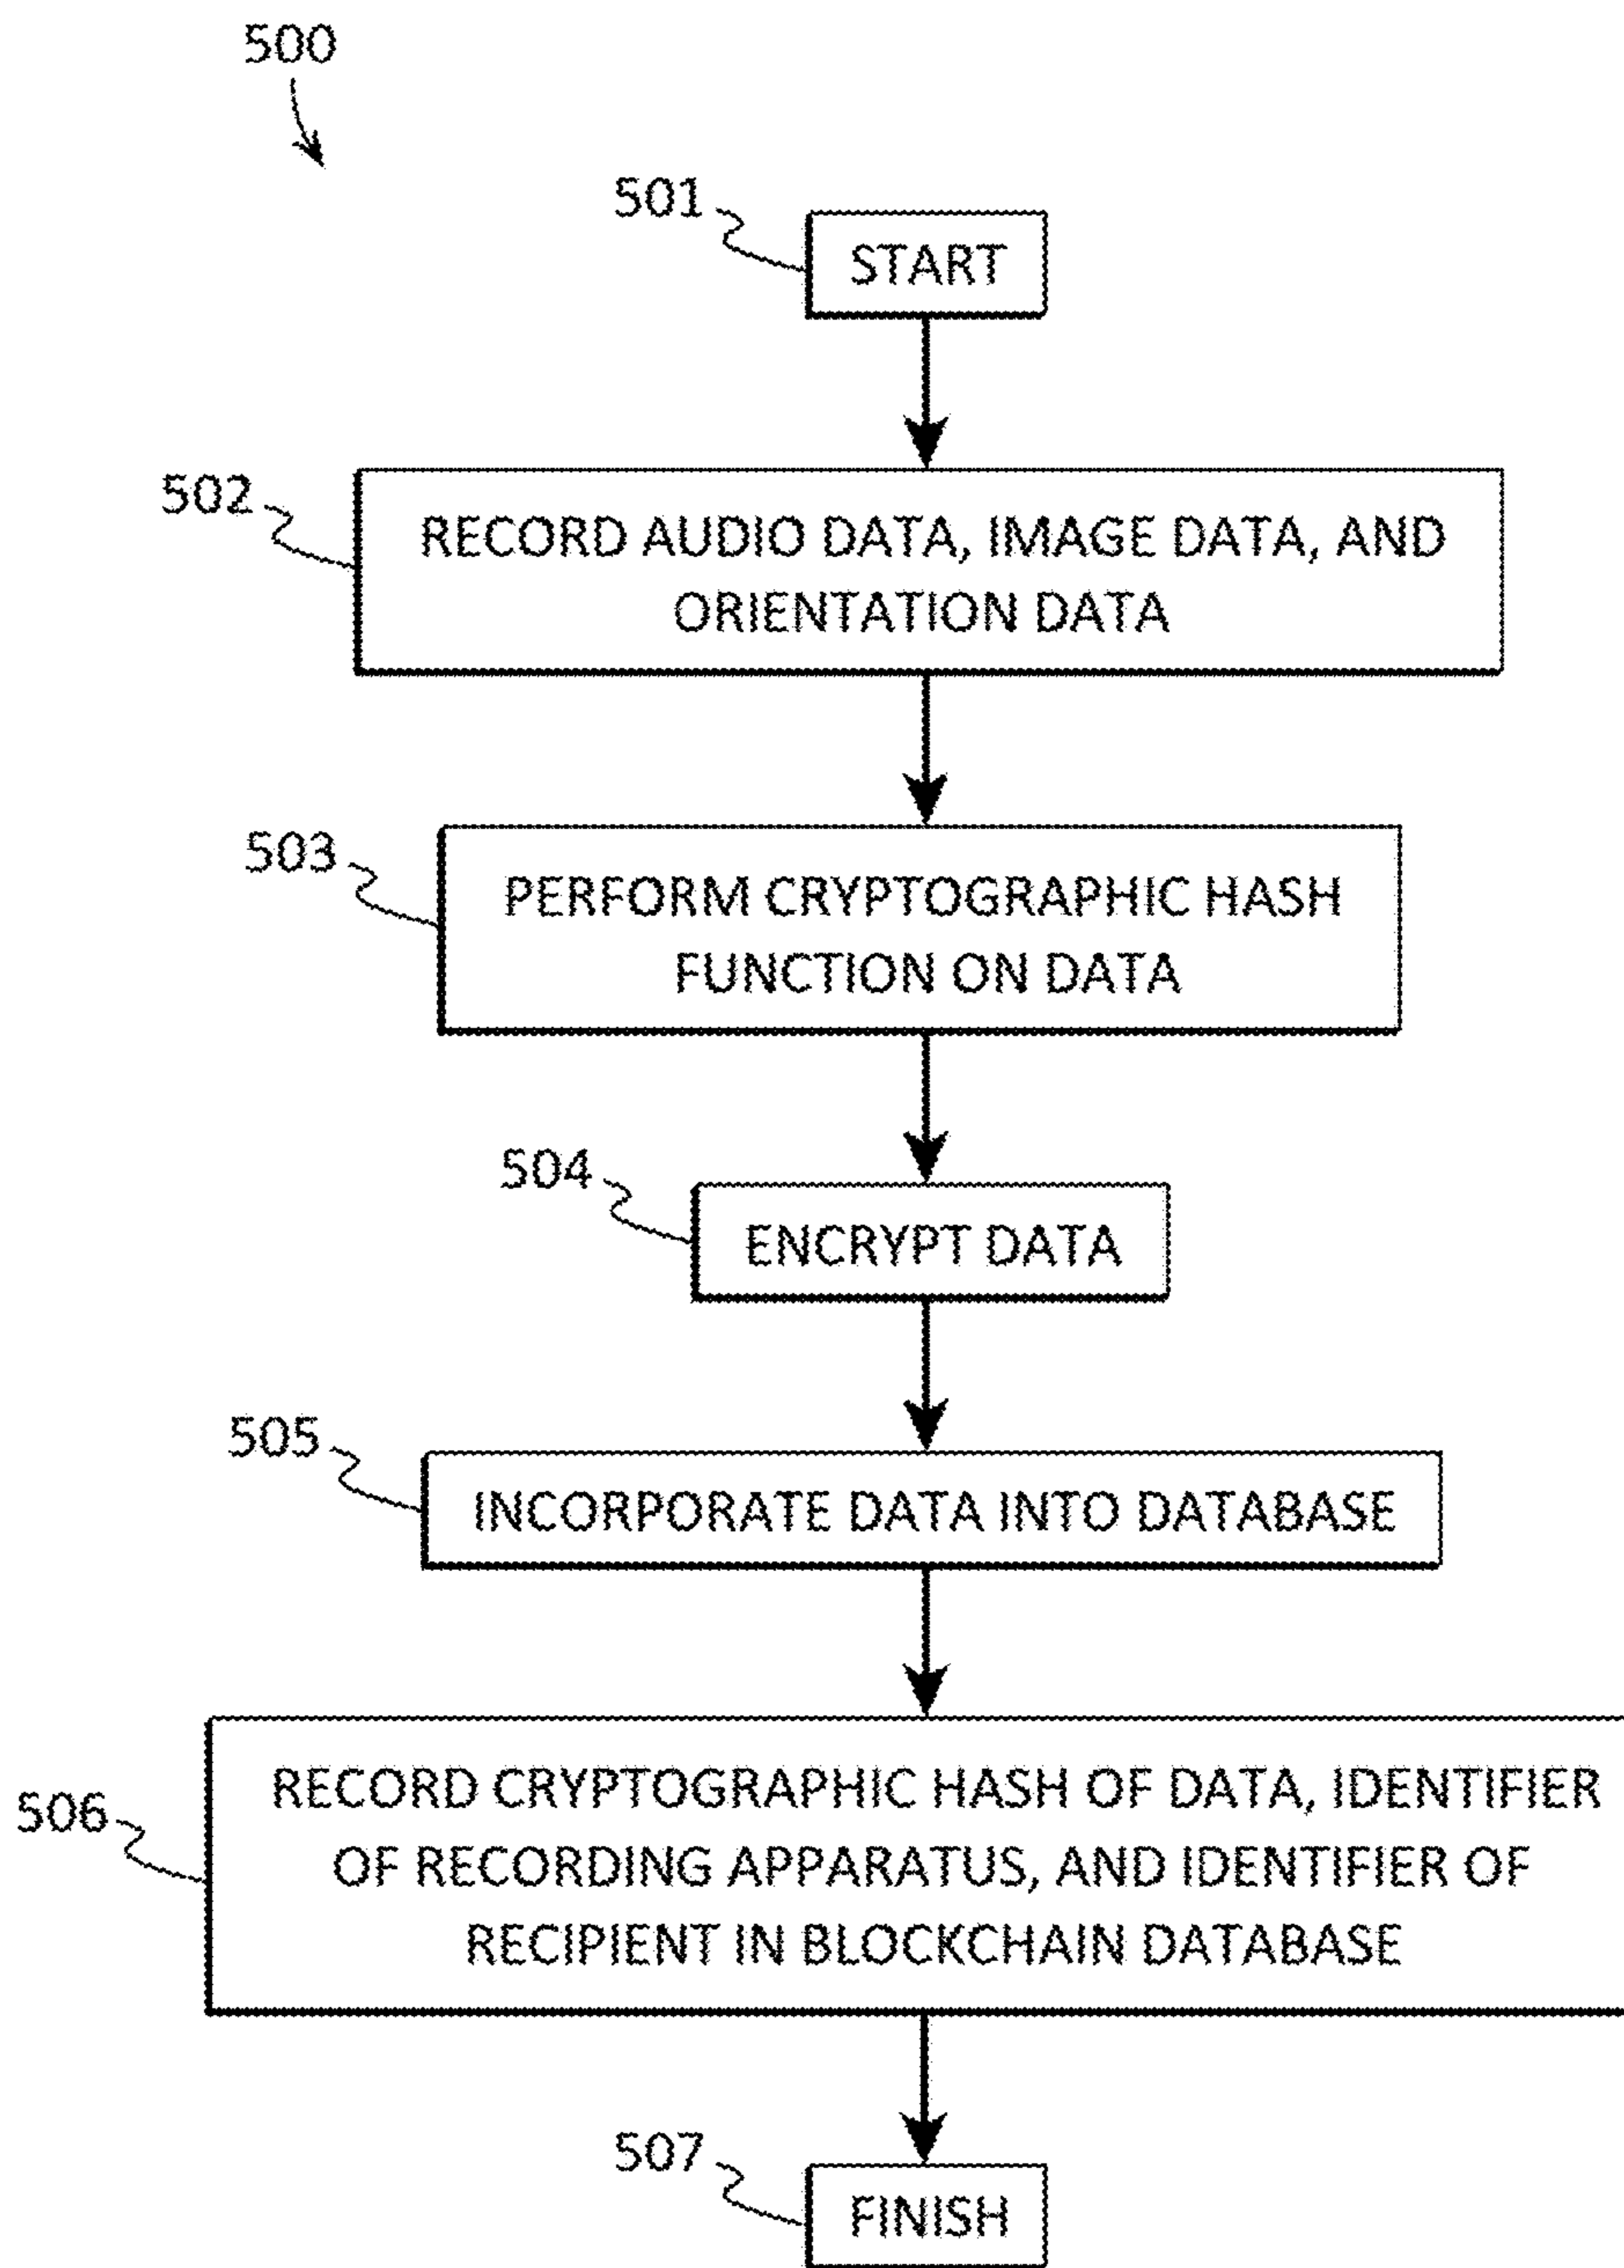 500
501
START
502
RECORD AUDIO DATA, IMAGE DATA, AND
ORIENTATION DATA
503
PERFORM CRYPTOGRAPHIC HASH
FUNCTION ON DATA
504
ENCRYPT DATA
505
INCORPORATE DATA INTO DATABASE
506
RECORD CRYPTOGRAPHIC HASH OF DATA, IDENTIFIER
OF RECORDING APPARATUS, AND IDENTIFIER OF
RECIPIENT IN BLOCKCHAIN DATABASE
507
FINISH